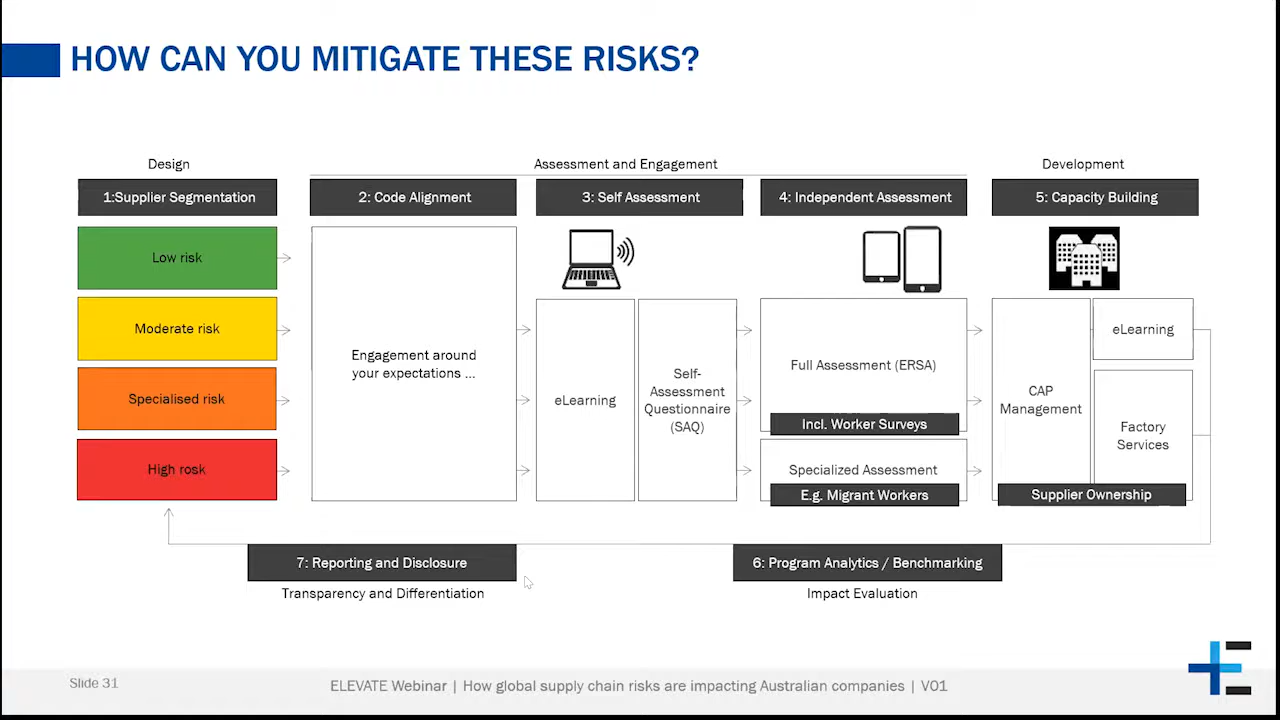 HOW CAN YOU MITIGATE THESE RISKS?
Design
Assessment and Engagement
Development
1:Supplier Segmentation
2: Code Alignment
3: Self Assessment
4: Independent Assessment
5: Capacity Building
Low risk
Moderate risk
Specialised risk
High rosk
Engagement around
your expectations ...
eLearning
Self-
Assessment
Questionnaire
(SAQ)
Full Assessment (ERSA)
Incl. Worker Surveys
Specialized Assessment
E.g. Migrant Workers
CAP
Management
eLearning
Factory
Services
Supplier Ownership
7: Reporting and Disclosure
Transparency and Differentiation
6: Program Analytics / Benchmarking
Impact Evaluation
Slide 31
ELEVATE Webinar | How global supply chain risks are impacting Australian companies | V01